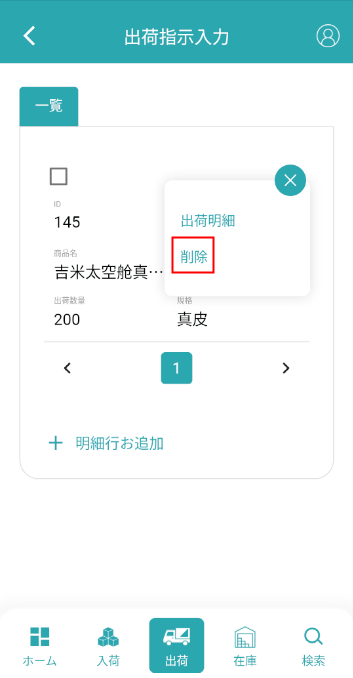 出荷指示入力
一覧
ID
145
出荷明細
削除
商品名
吉米太空舱真…
出荷数量
200
規格
真皮
1
明細行お追加
ホーム
入荷
出荷
在庫
検索